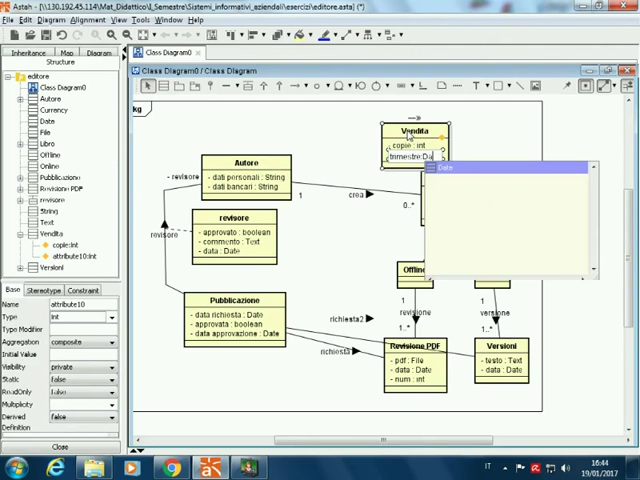 Astah - [\\130.192.45.114\Mat_Didattico\I_Semestre\Sistemi_informativi_aziendali\esercizi\editore.asta] (*)
File Edit Diagram Alignment View Tools Window Help
Inheritance Map Diagram
Structure
editore
Class Diagram0
Autore
Currency
Date
File
Libro
Offline
Online
Pubblicazione
Revisione PDF
revisore
String
Text
Vendita
copie:int
attribute10:int
Versioni
Base Stereotype Constraint
Name attribute10
Type int
Type Modifier
Aggregation composite
Initial Value
Visibility private
Static false
ReadOnly false
Multiplicity
Derived false
Definition
Close
Class Diagram0
Class Diagram0 / Class Diagram
pkg
Vendita
copie : int
trimestre:Da
Date
Autore
- dati personali : String
- dati bancari : String
- revisore
1
crea
0..*
revisore
revisore
- approvato : boolean
- commento : Text
- data : Date
Offline
1
revisione
1..*
1
versione
1..*
Pubblicazione
- data richiesta : Date
- approvata : boolean
- data approvazione : Date
richiesta2
richiesta
Revisione PDF
- pdf : File
- data : Date
- num : int
Versioni
- testo : Text
- data : Date
IT
16:44
19/01/2017